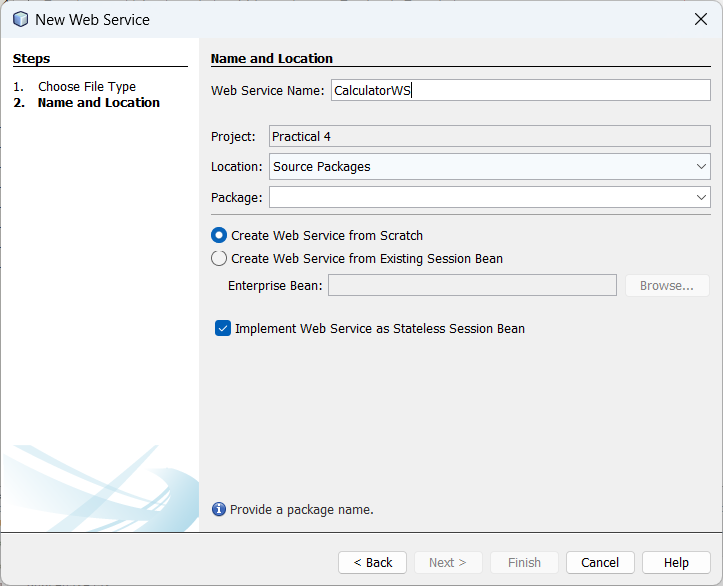 New Web Service
Steps
1. Choose File Type
2. Name and Location
Name and Location
Web Service Name: CalculatorWS
Project: Practical 4
Location: Source Packages
Package:
Create Web Service from Scratch
Create Web Service from Existing Session Bean
Enterprise Bean: Browse...
Implement Web Service as Stateless Session Bean
Provide a package name.
< Back Next > Finish Cancel Help